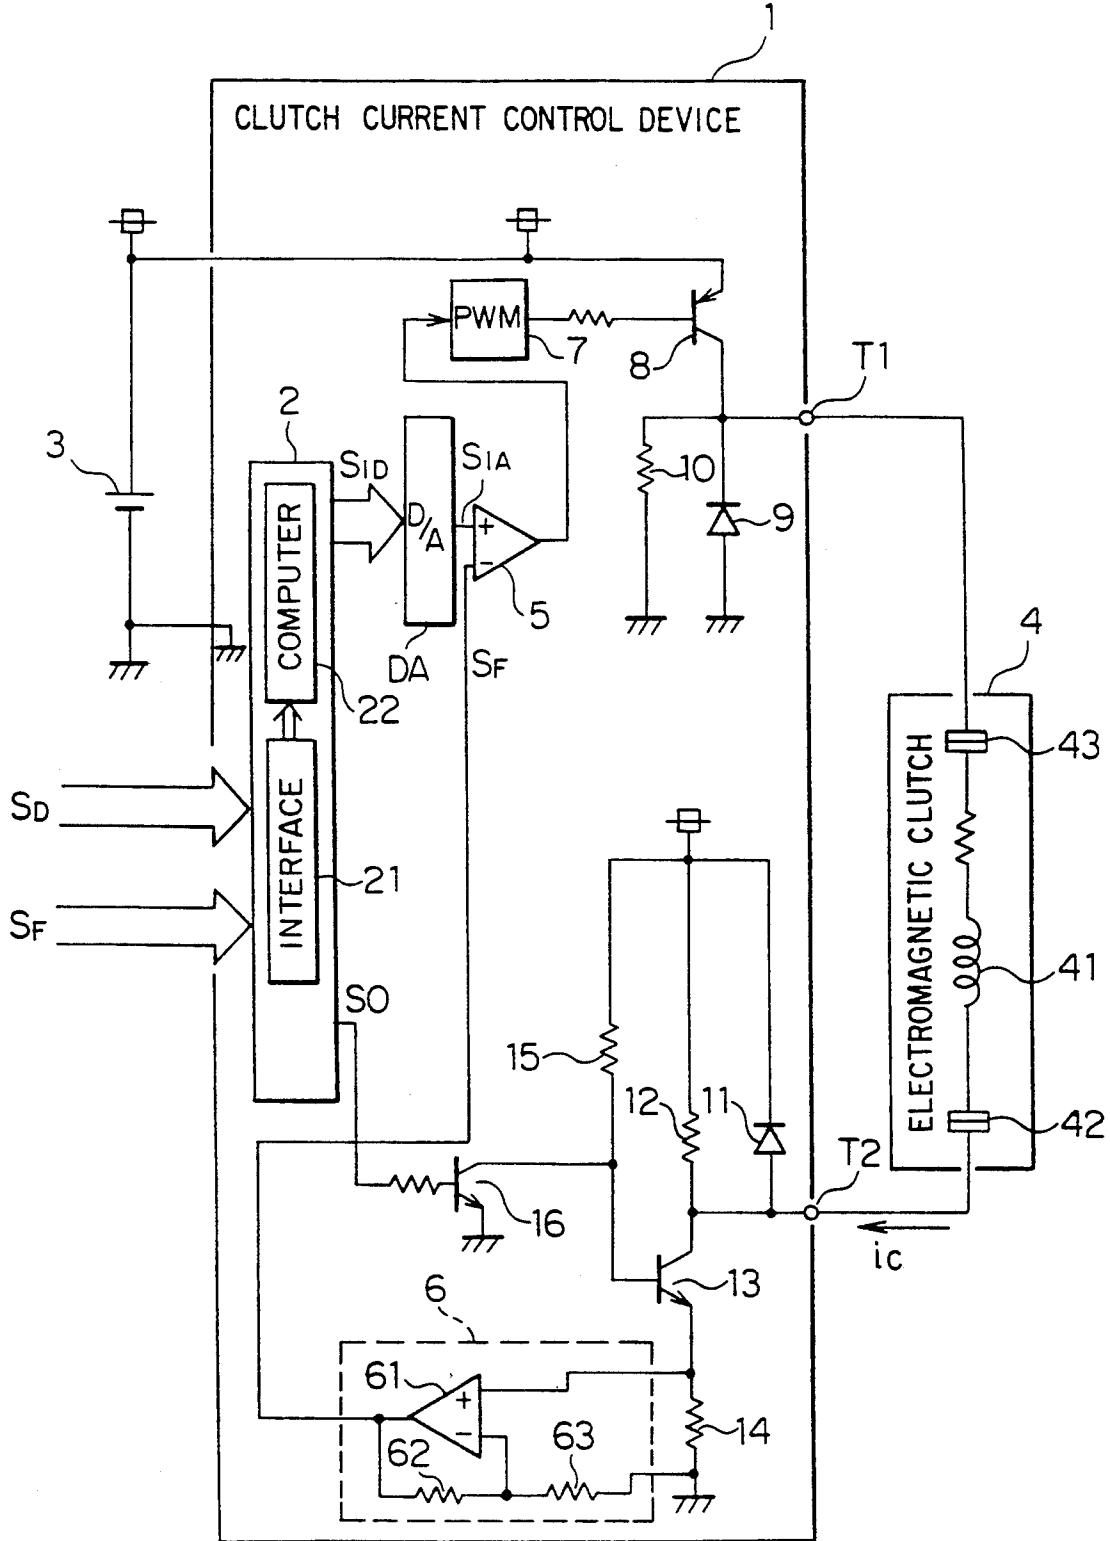 1
CLUTCH CURRENT CONTROL DEVICE
PWM
7
8
T1
2
3
S1D
S1A
10
D/A
+
-
9
5
COMPUTER
4
DA
SF
22
43
SD
INTERFACE
21
ELECTROMAGNETIC CLUTCH
SF
41
SO
15
12
11
42
T2
16
ic
13
6
61
+
-
14
62
63